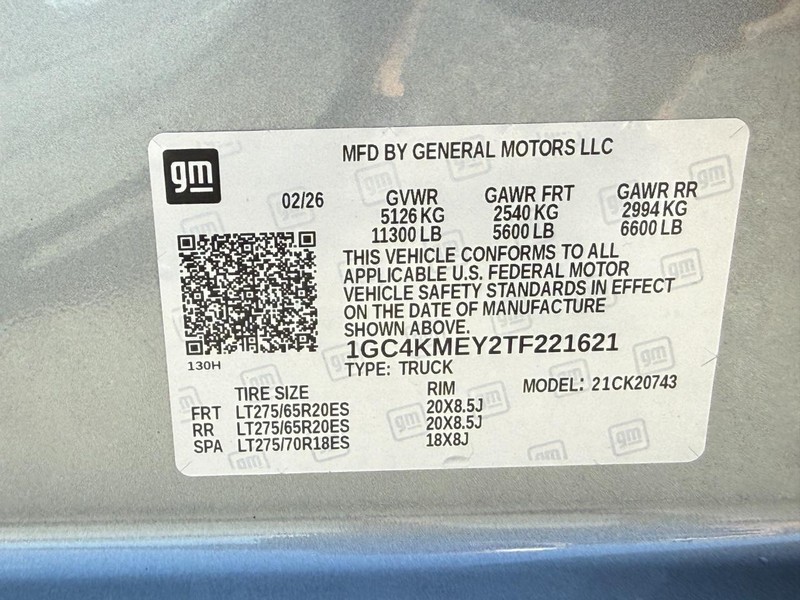 gm
MFD BY GENERAL MOTORS LLC
02/26
GVWR GAWR FRT GAWR RR
5126 KG 2540 KG 2994 KG
11300 LB 5600 LB 6600 LB
THIS VEHICLE CONFORMS TO ALL
APPLICABLE U.S. FEDERAL MOTOR
VEHICLE SAFETY STANDARDS IN EFFECT
ON THE DATE OF MANUFACTURE
SHOWN ABOVE.
1GC4KMEY2TF221621
130H
TYPE: TRUCK
MODEL: 21CK20743
TIRE SIZE RIM
FRT LT275/65R20ES 20X8.5J
RR LT275/65R20ES 20X8.5J
SPA LT275/70R18ES 18X8J